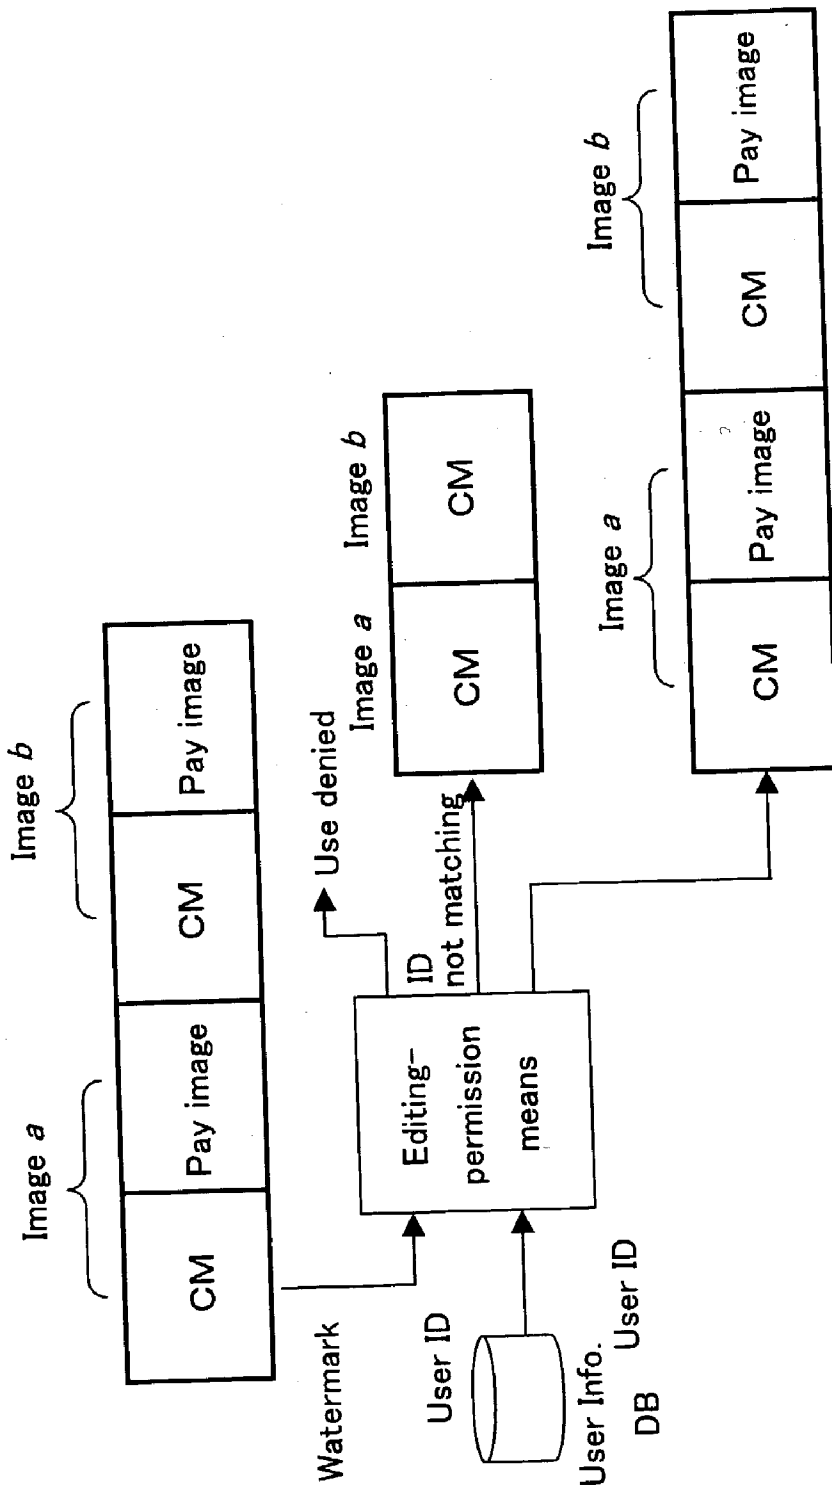 Image a
Image b
CM
Pay image
CM
Pay image
Watermark
Use denied
Image a
Image b
CM
CM
User ID
Editing-
permission
means
ID
not matching
User Info.
DB
User ID
Image a
Image b
CM
Pay image
CM
Pay image